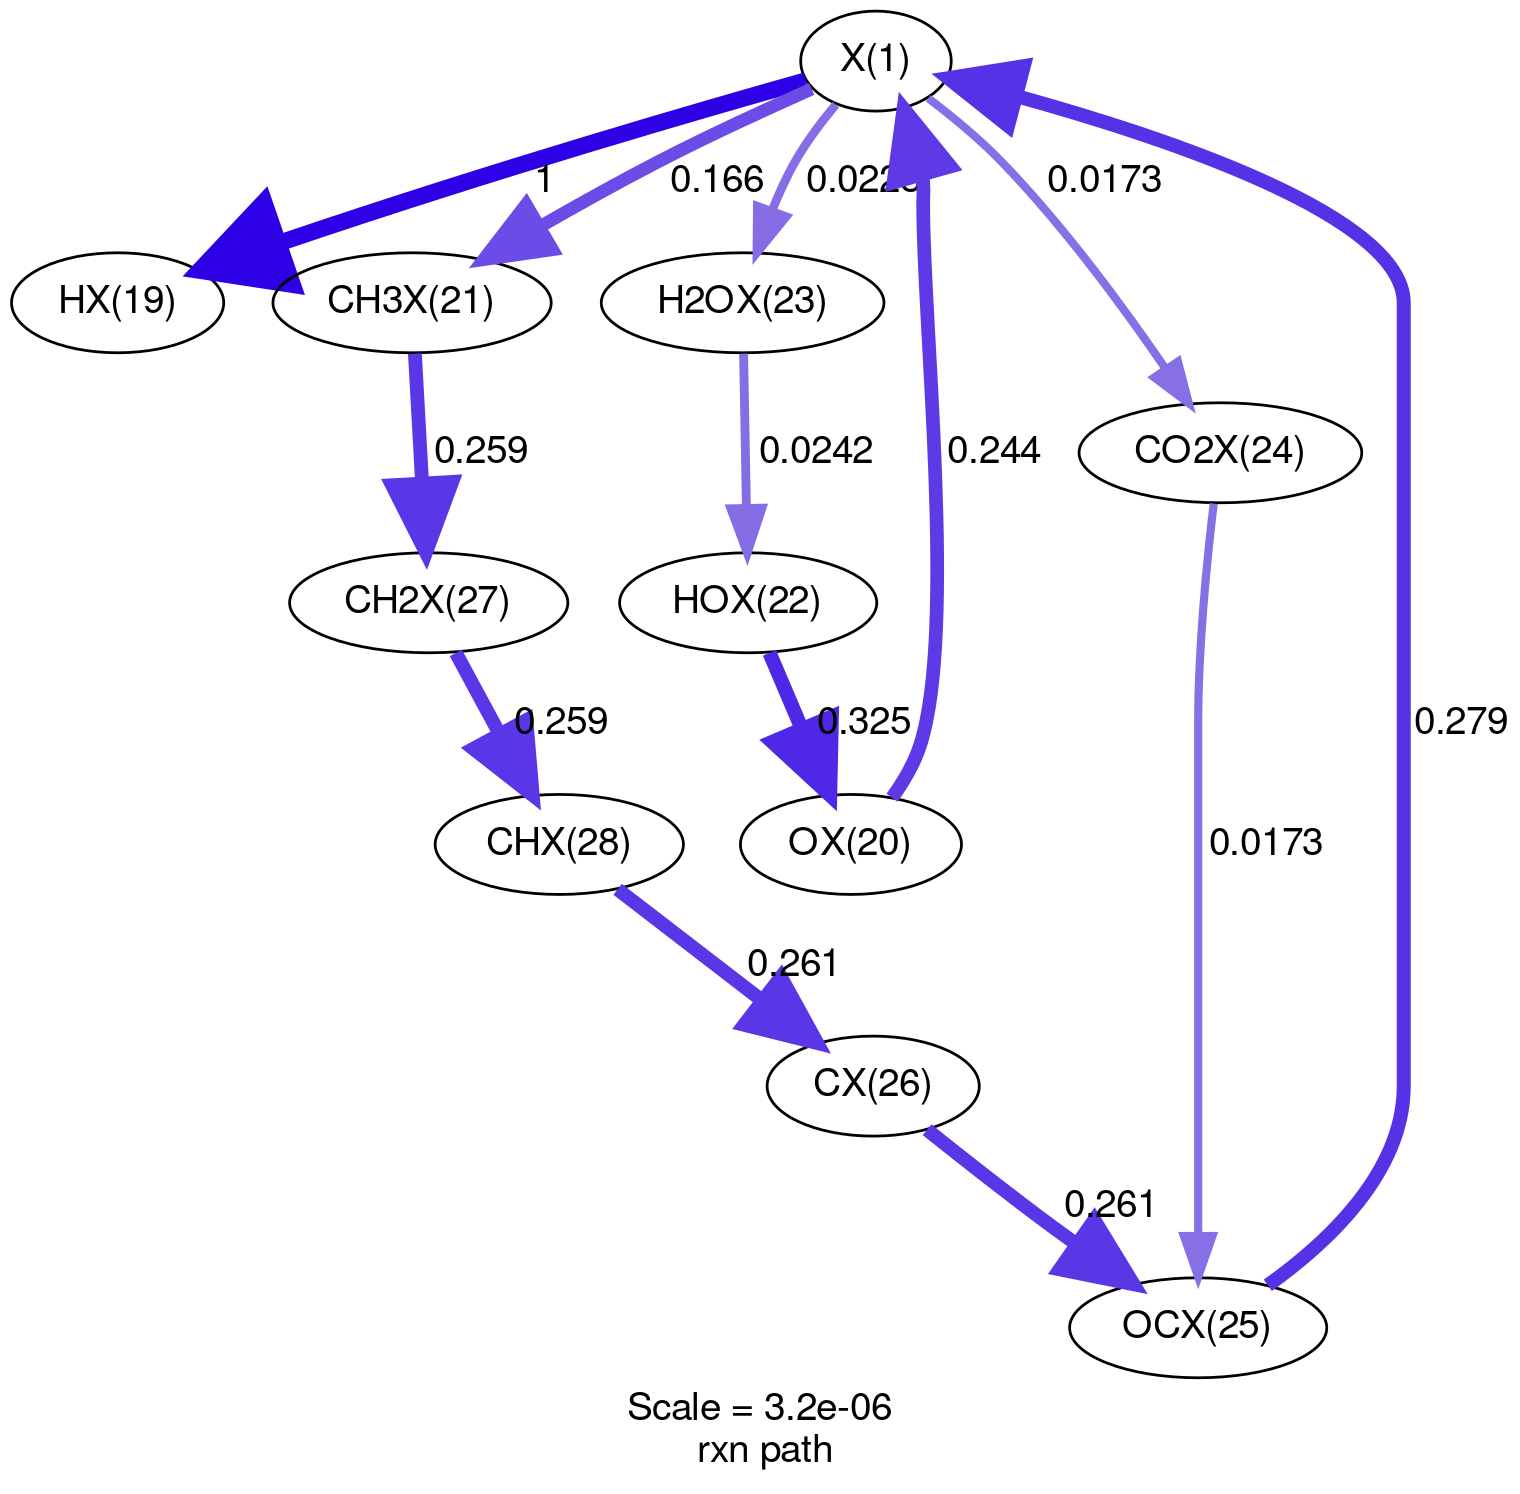 X(1)
1
0.166
0.0173
HX(19)
CH3X(21)
H2OX(23)
0.259
0.0242
0.244
CO2X(24)
CH2X(27)
HOX(22)
0.259
0.325
0.279
CHX(28)
OX(20)
0.0173
0.261
CX(26)
0.261
OCX(25)
Scale = 3.2e-06
rxn path